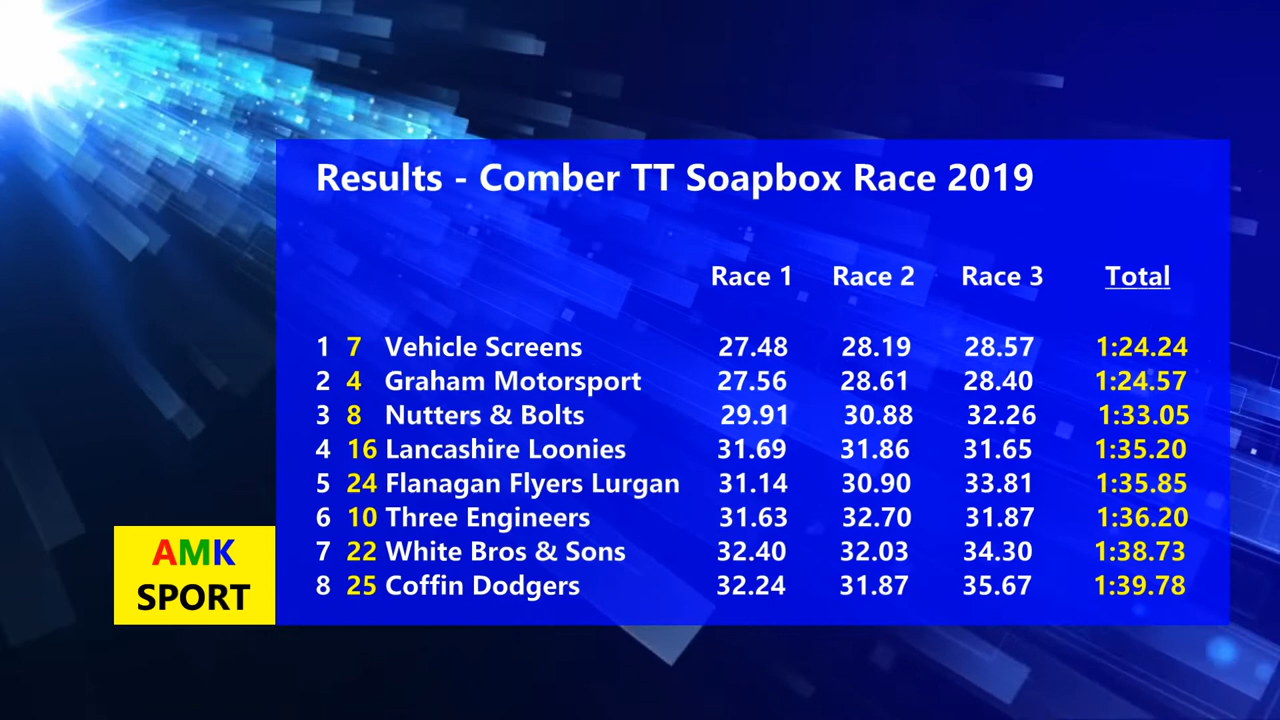 Results - Comber TT Soapbox Race 2019
Race 1 Race 2 Race 3 Total
1 7 Vehicle Screens 27.48 28.19 28.57 1:24.24
2 4 Graham Motorsport 27.56 28.61 28.40 1:24.57
3 8 Nutters & Bolts 29.91 30.88 32.26 1:33.05
4 16 Lancashire Loonies 31.69 31.86 31.65 1:35.20
5 24 Flanagan Flyers Lurgan 31.14 30.90 33.81 1:35.85
6 10 Three Engineers 31.63 32.70 31.87 1:36.20
7 22 White Bros & Sons 32.40 32.03 34.30 1:38.73
8 25 Coffin Dodgers 32.24 31.87 35.67 1:39.78
AMK
SPORT